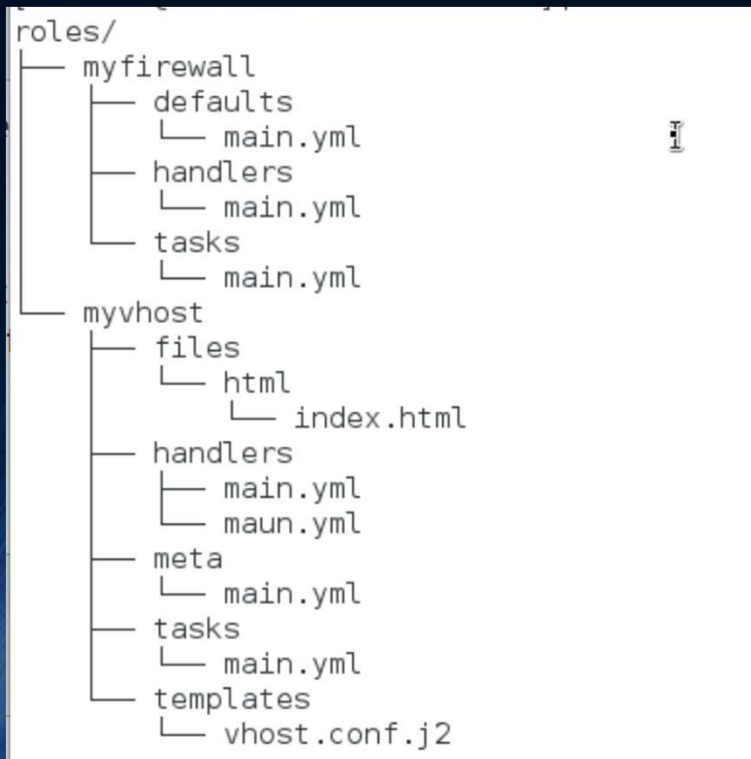 roles/
├── myfirewall
│   ├── defaults
│   │   └── main.yml
│   ├── handlers
│   │   └── main.yml
│   └── tasks
│       └── main.yml
└── myvhost
    ├── files
    │   └── html
    │       └── index.html
    ├── handlers
    │   ├── main.yml
    │   └── maun.yml
    ├── meta
    │   └── main.yml
    ├── tasks
    │   └── main.yml
    └── templates
        └── vhost.conf.j2